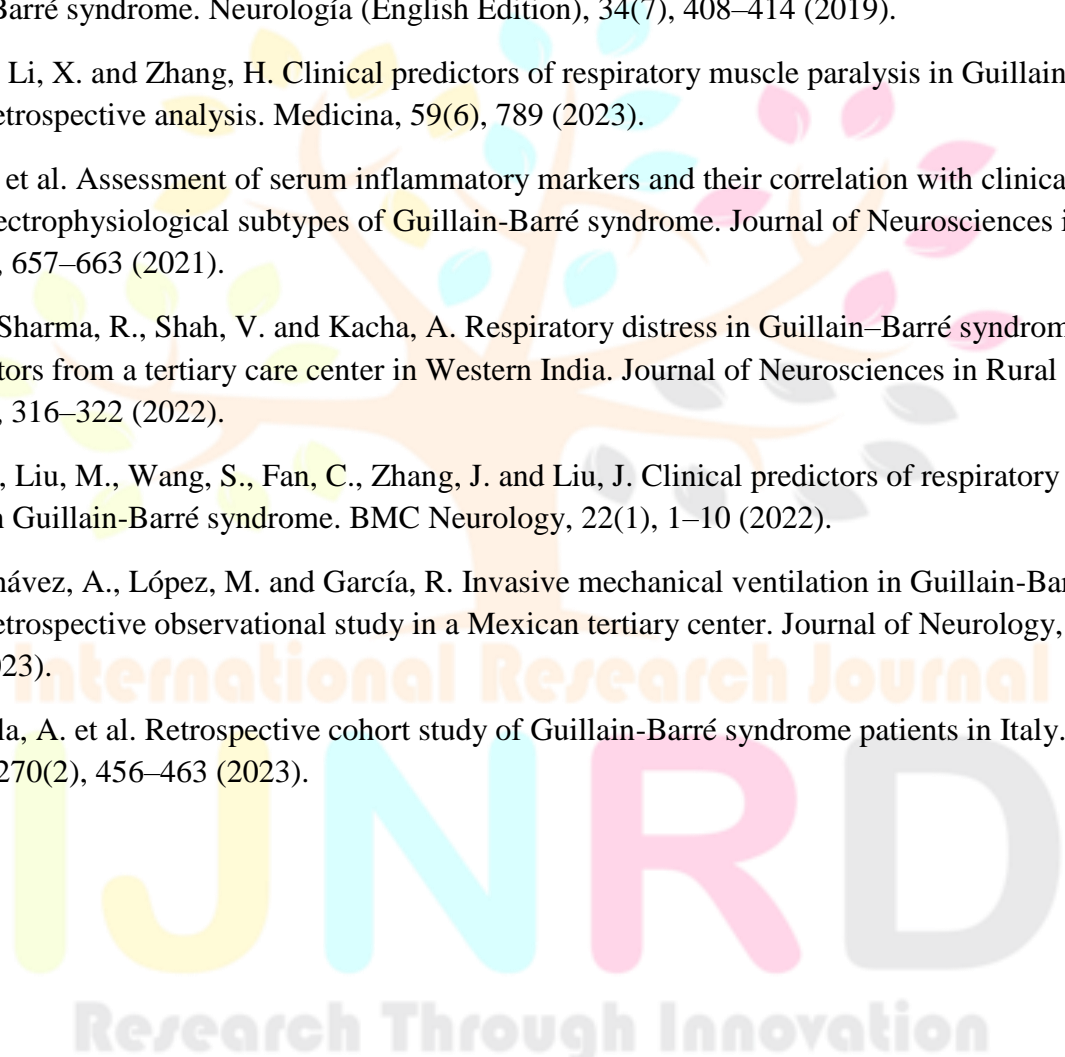 Barré syndrome. Neurología (English Edition), 34(7), 408–414 (2019).
Li, X. and Zhang, H. Clinical predictors of respiratory muscle paralysis in Guillain
etrospective analysis. Medicina, 59(6), 789 (2023).
et al. Assessment of serum inflammatory markers and their correlation with clinica
ectrophysiological subtypes of Guillain-Barré syndrome. Journal of Neurosciences i
, 657–663 (2021).
Sharma, R., Shah, V. and Kacha, A. Respiratory distress in Guillain–Barré syndrom
tors from a tertiary care center in Western India. Journal of Neurosciences in Rural
, 316–322 (2022).
, Liu, M., Wang, S., Fan, C., Zhang, J. and Liu, J. Clinical predictors of respiratory
n Guillain-Barré syndrome. BMC Neurology, 22(1), 1–10 (2022).
hávez, A., López, M. and García, R. Invasive mechanical ventilation in Guillain-Bar
etrospective observational study in a Mexican tertiary center. Journal of Neurology,
023).
International Research Journal
la, A. et al. Retrospective cohort study of Guillain-Barré syndrome patients in Italy.
270(2), 456–463 (2023).
IJNRD
Research Through Innovation